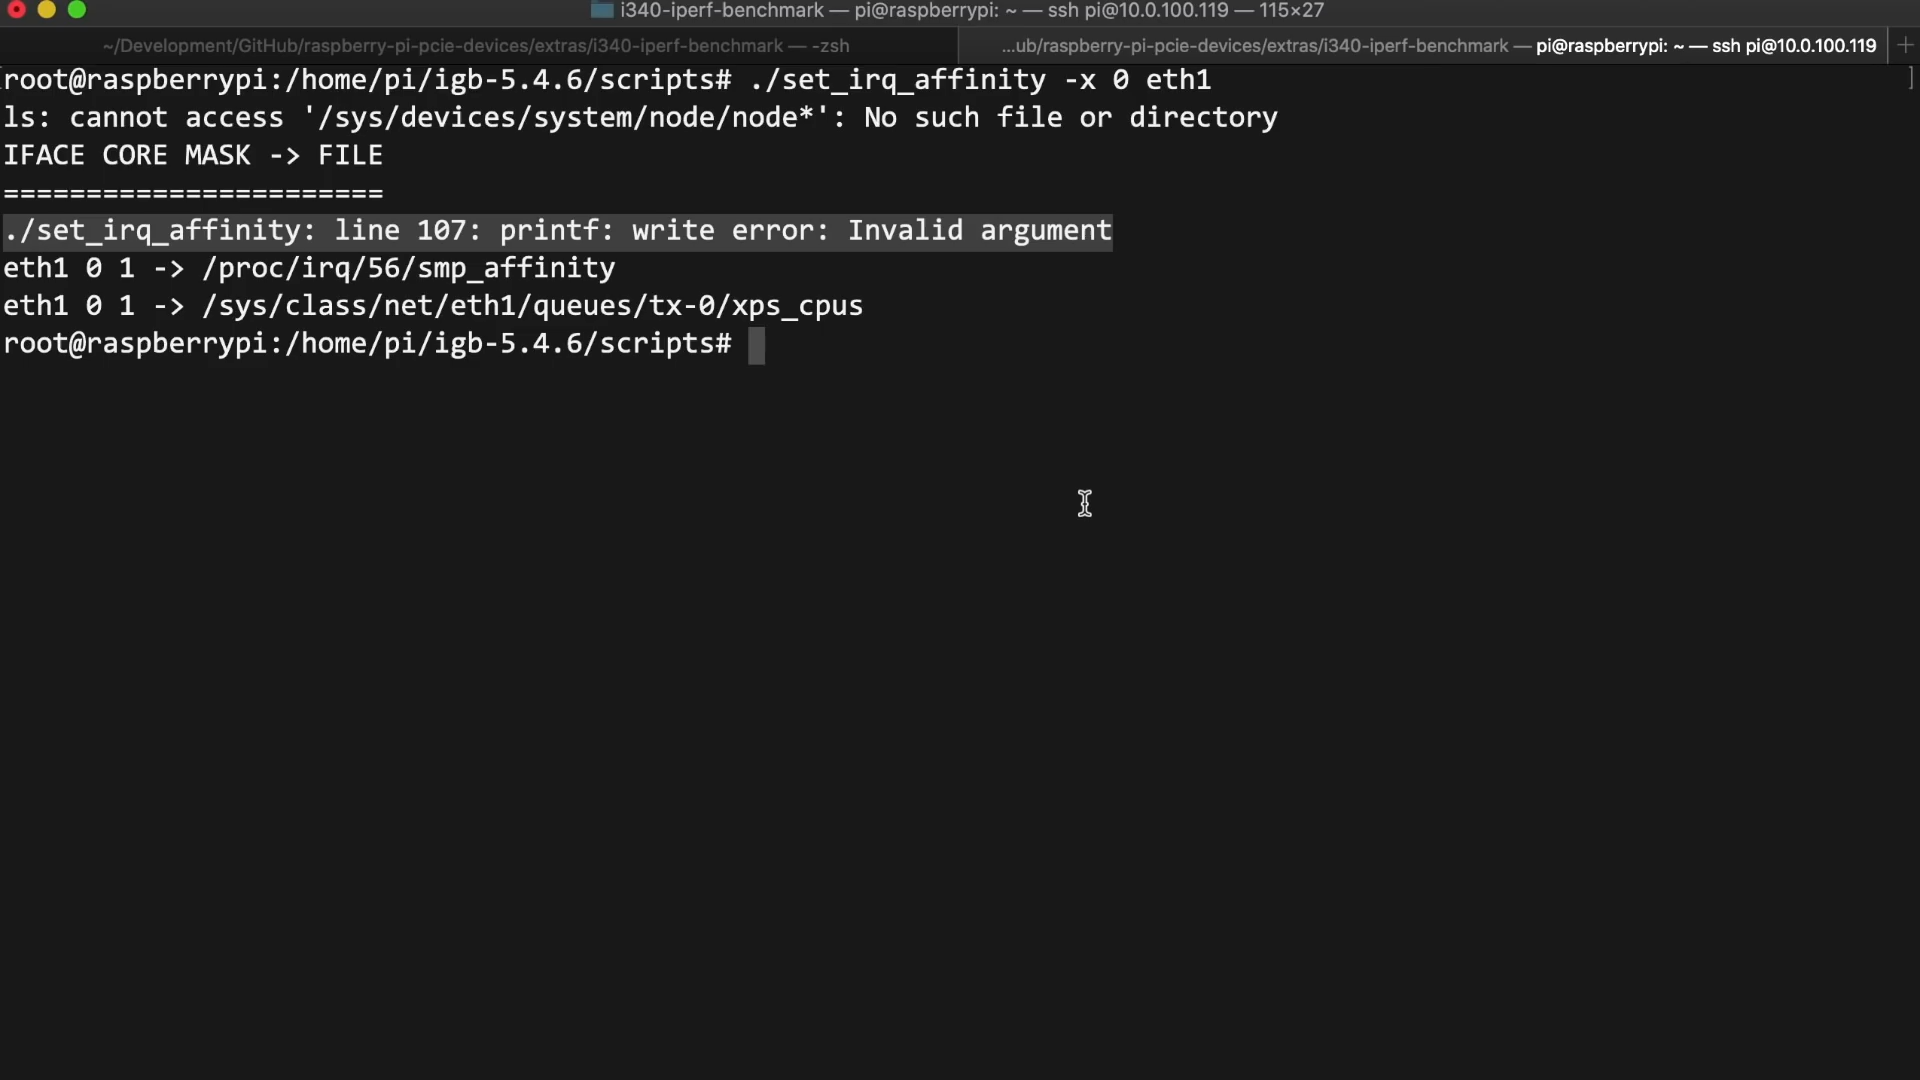 i340-iperf-benchmark — pi@raspberrypi: ~ — ssh pi@10.0.100.119 — 115×27
~/Development/GitHub/raspberry-pi-pcie-devices/extras/i340-iperf-benchmark — -zsh
...ub/raspberry-pi-pcie-devices/extras/i340-iperf-benchmark — pi@raspberrypi: ~ — ssh pi@10.0.100.119 +
[root@raspberrypi:/home/pi/igb-5.4.6/scripts# ./set_irq_affinity -x 0 eth1 ]
ls: cannot access '/sys/devices/system/node/node*': No such file or directory
IFACE CORE MASK -> FILE
=======================
./set_irq_affinity: line 107: printf: write error: Invalid argument
eth1 0 1 -> /proc/irq/56/smp_affinity
eth1 0 1 -> /sys/class/net/eth1/queues/tx-0/xps_cpus
root@raspberrypi:/home/pi/igb-5.4.6/scripts#